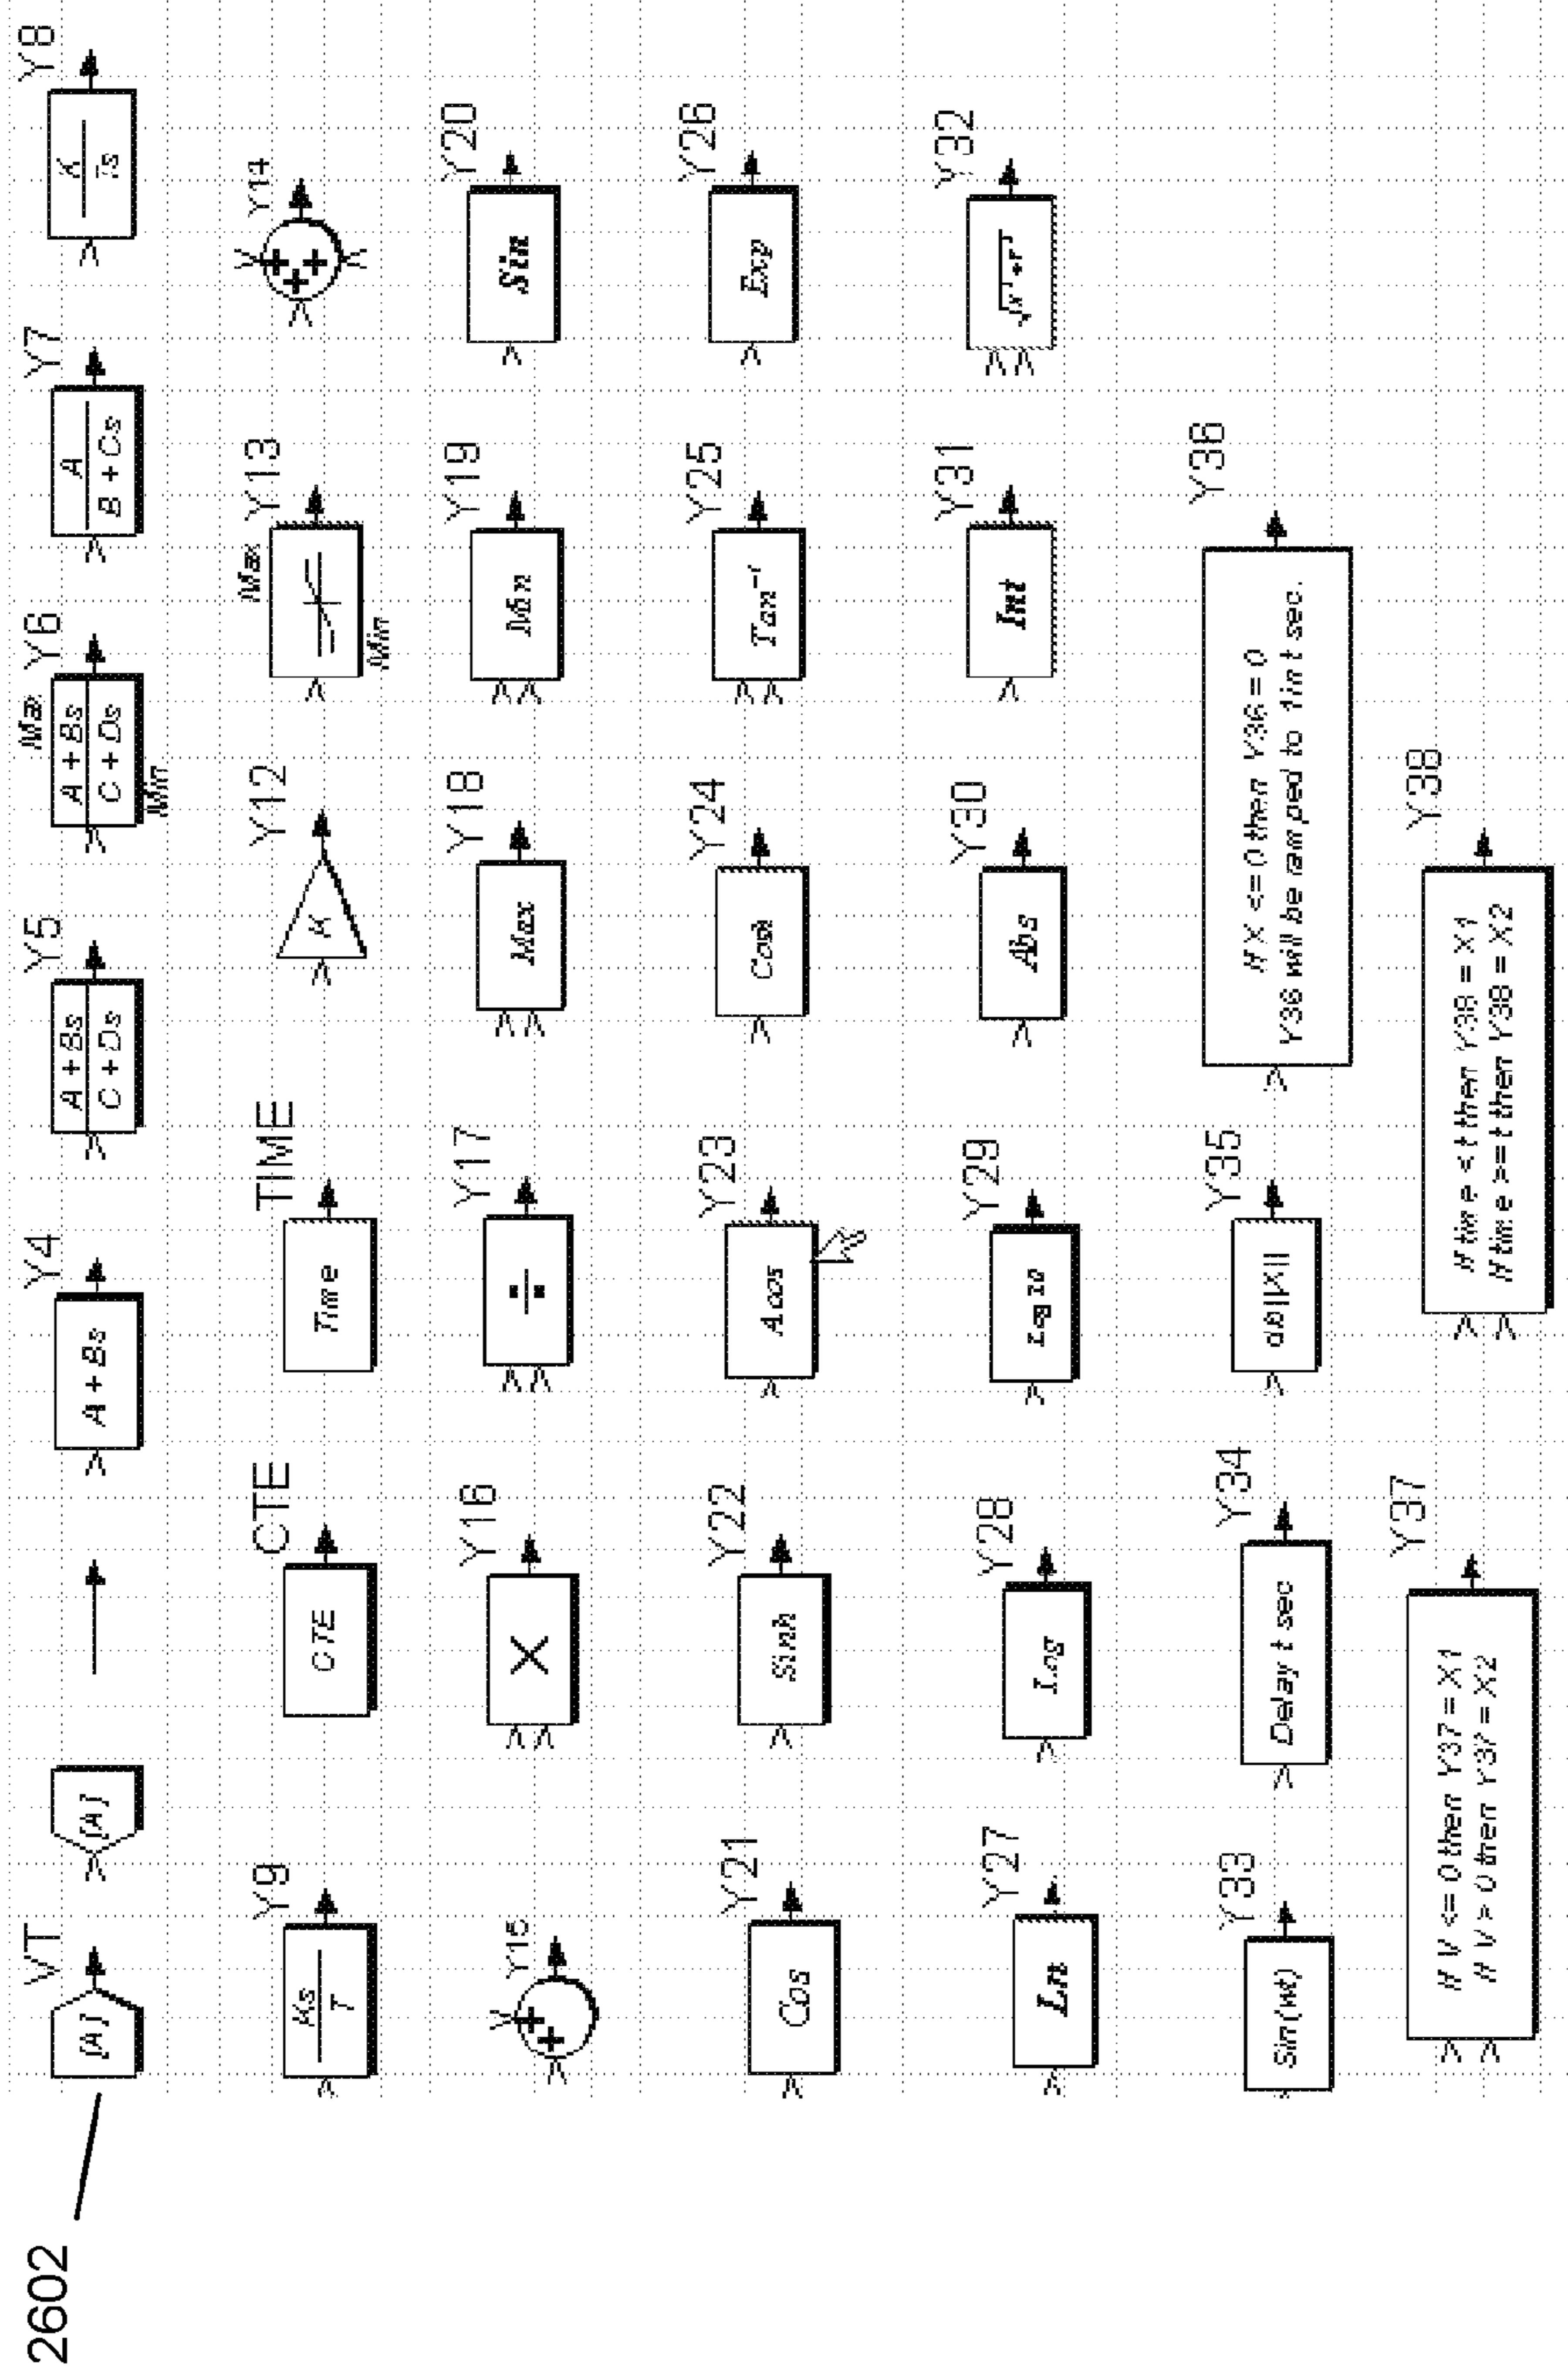 2602
VT
[A]
[A]
Y4
A + Bs
Y5
A + Bs
C + Ds
Y6
Max
A + Bs
C + Ds
Min
Y7
A
B + Cs
Y8
K
Ts
Y9
Ks
T
CTE
CTE
TIME
Time
Y12
K
Y13
Max
Min
Y14
+
+
+
Y15
+
+
Y16
×
Y17
÷
Y18
Max
Y19
Min
Y20
Sin
Y21
Cos
Y22
Sinh
Y23
Acos
Y24
Cosh
Y25
Tan⁻¹
Y26
Exp
Y27
Ln
Y28
Log
Y29
Log 10
Y30
Abs
Y31
Int
Y32
Y33
Sin(wt)
Y34
Delay t sec
Y35
ab||X||
Y36
If X <= 0 then Y36 = 0
Y36 will be ramped to 1 in t sec.
Y37
If V <= 0 then Y37 = X1
If V > 0 then Y37 = X2
Y38
If time < t then Y38 = X1
If time >= t then Y38 = X2